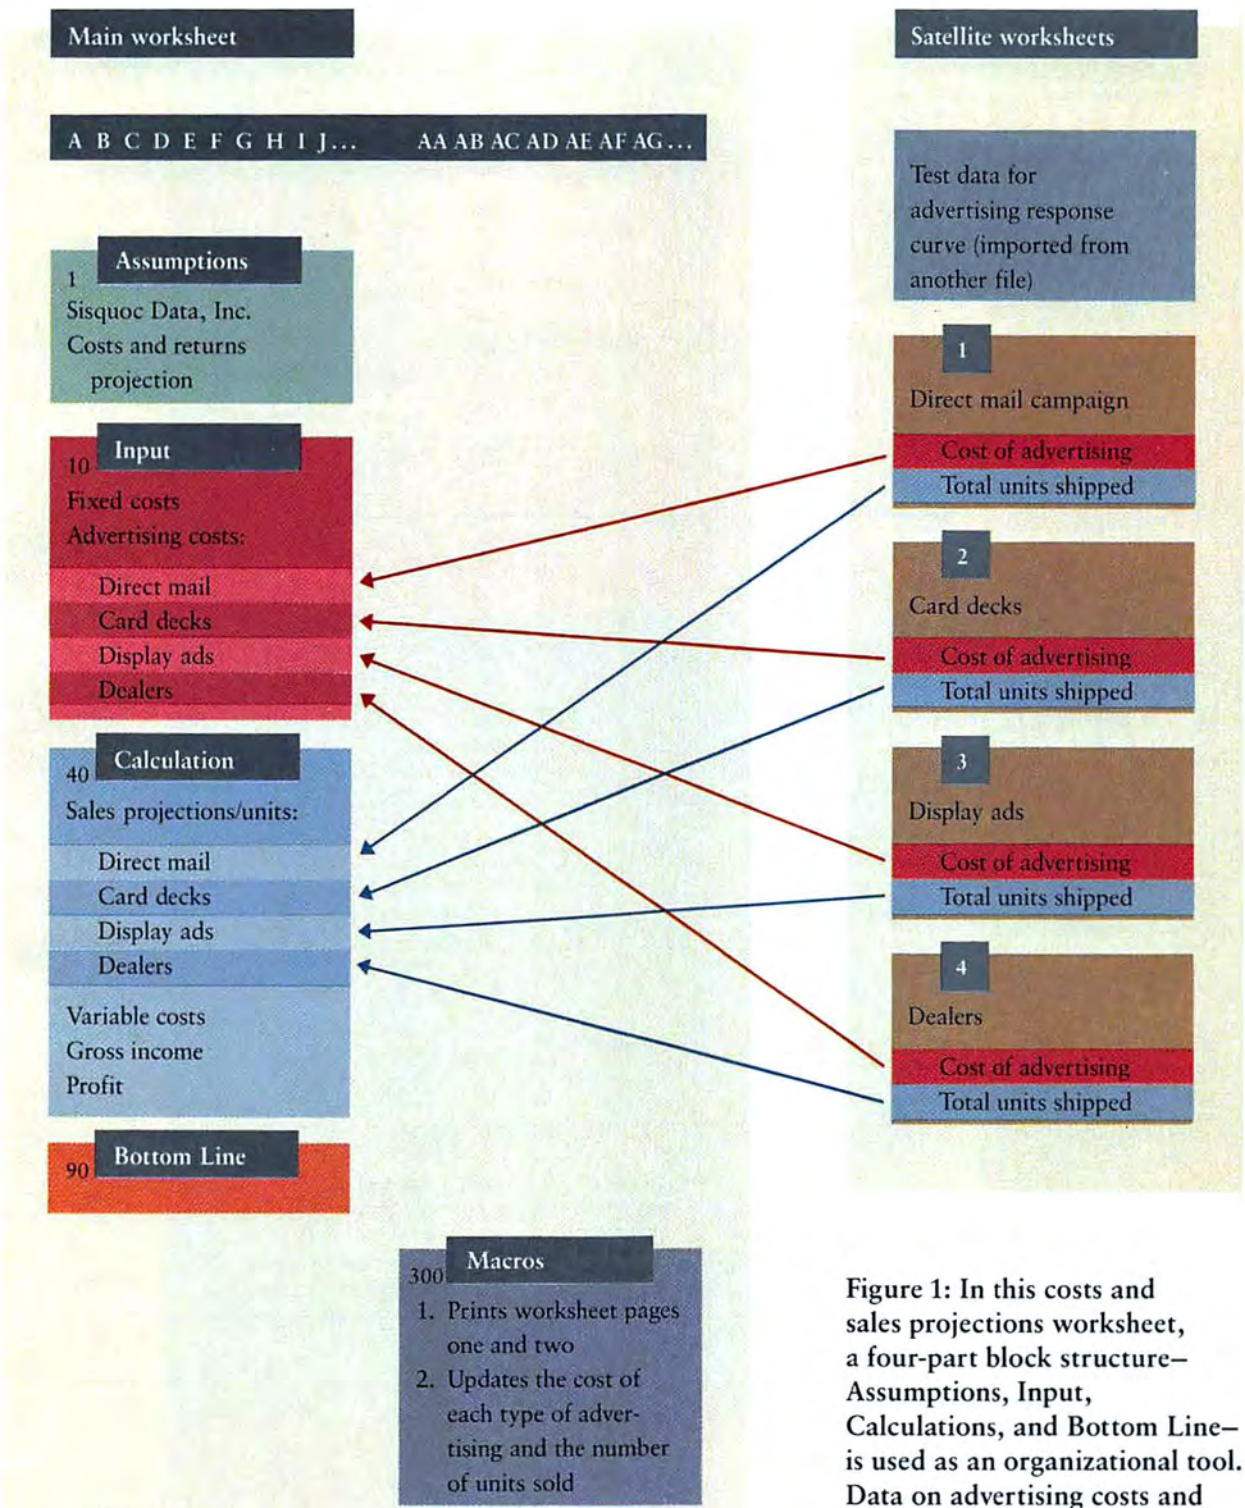 Main worksheet
A B C D E F G H I J... AA AB AC AD AE AF AG...
Assumptions
1
Sisquoc Data, Inc.
Costs and returns
projection
Input
10
Fixed costs
Advertising costs:
Direct mail
Card decks
Display ads
Dealers
Calculation
40
Sales projections/units:
Direct mail
Card decks
Display ads
Dealers
Variable costs
Gross income
Profit
Bottom Line
90
Macros
300
1. Prints worksheet pages
one and two
2. Updates the cost of
each type of adver-
tising and the number
of units sold
Satellite worksheets
Test data for
advertising response
curve (imported from
another file)
1
Direct mail campaign
Cost of advertising
Total units shipped
2
Card decks
Cost of advertising
Total units shipped
3
Display ads
Cost of advertising
Total units shipped
4
Dealers
Cost of advertising
Total units shipped
Figure 1: In this costs and
sales projections worksheet,
a four-part block structure—
Assumptions, Input,
Calculations, and Bottom Line—
is used as an organizational tool.
Data on advertising costs and